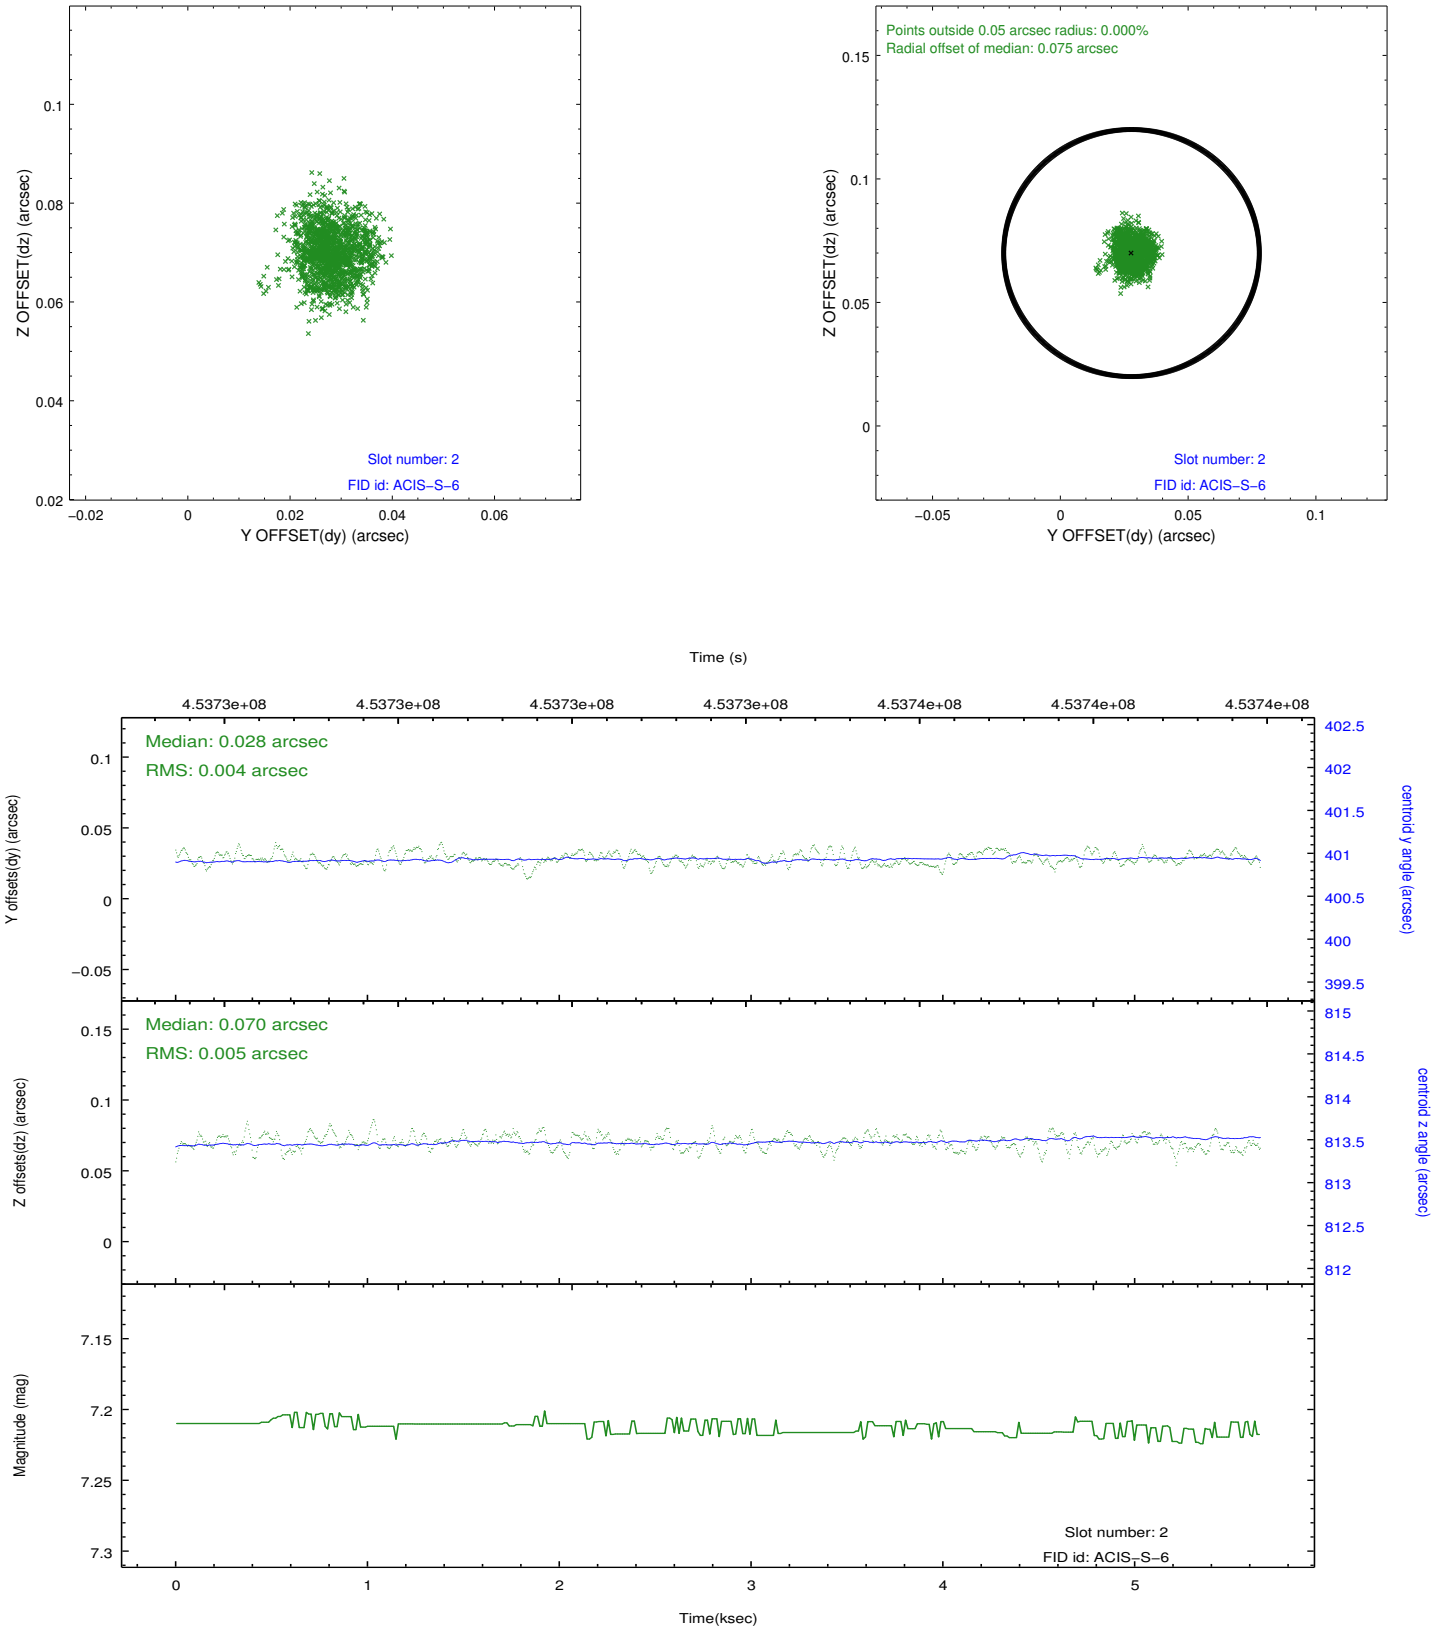 0.1
0.08
0.06
0.04
0.02
Z OFFSET(dz) (arcsec)
Slot number: 2
FID id: ACIS−S−6
−0.02 0 0.02 0.04 0.06
Y OFFSET(dy) (arcsec)
Points outside 0.05 arcsec radius: 0.000%
Radial offset of median: 0.075 arcsec
0.15
0.1
0.05
0
Z OFFSET(dz) (arcsec)
Slot number: 2
FID id: ACIS−S−6
−0.05 0 0.05 0.1
Y OFFSET(dy) (arcsec)
Time (s)
4.5373e+08 4.5373e+08 4.5373e+08 4.5373e+08 4.5374e+08 4.5374e+08 4.5374e+08
Median: 0.028 arcsec
RMS: 0.004 arcsec
0.1
0.05
0
−0.05
Y offsets(dy) (arcsec)
402.5
402
401.5
401
400.5
400
399.5
centroid y angle (arcsec)
Median: 0.070 arcsec
RMS: 0.005 arcsec
0.15
0.1
0.05
0
Z offsets(dz) (arcsec)
815
814.5
814
813.5
813
812.5
812
centroid z angle (arcsec)
7.15
7.2
7.25
7.3
Magnitude (mag)
Slot number: 2
FID id: ACIS−S−6
0 1 2 3 4 5
Time(ksec)